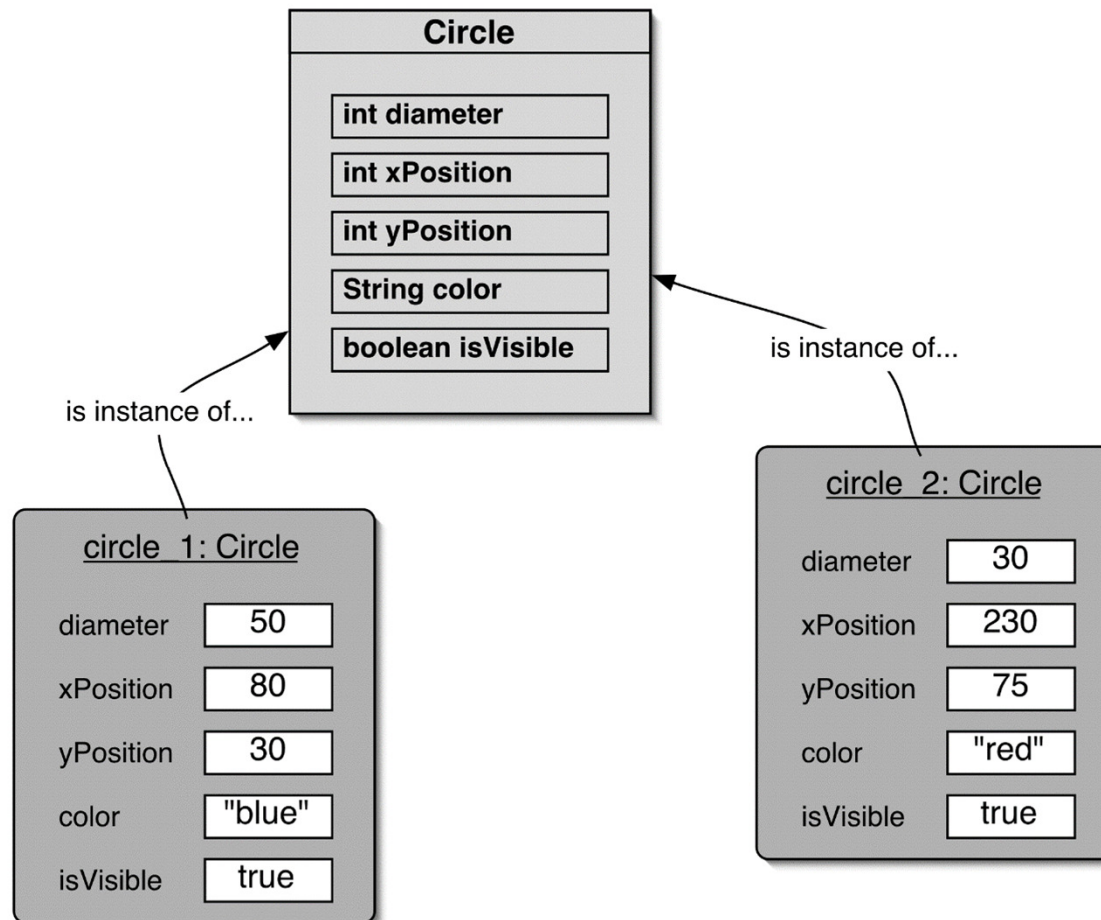 Circle
int diameter
int xPosition
int yPosition
String color
boolean isVisible
is instance of...
is instance of...
circle_1: Circle
diameter 50
xPosition 80
yPosition 30
color "blue"
isVisible true
circle_2: Circle
diameter 30
xPosition 230
yPosition 75
color "red"
isVisible true